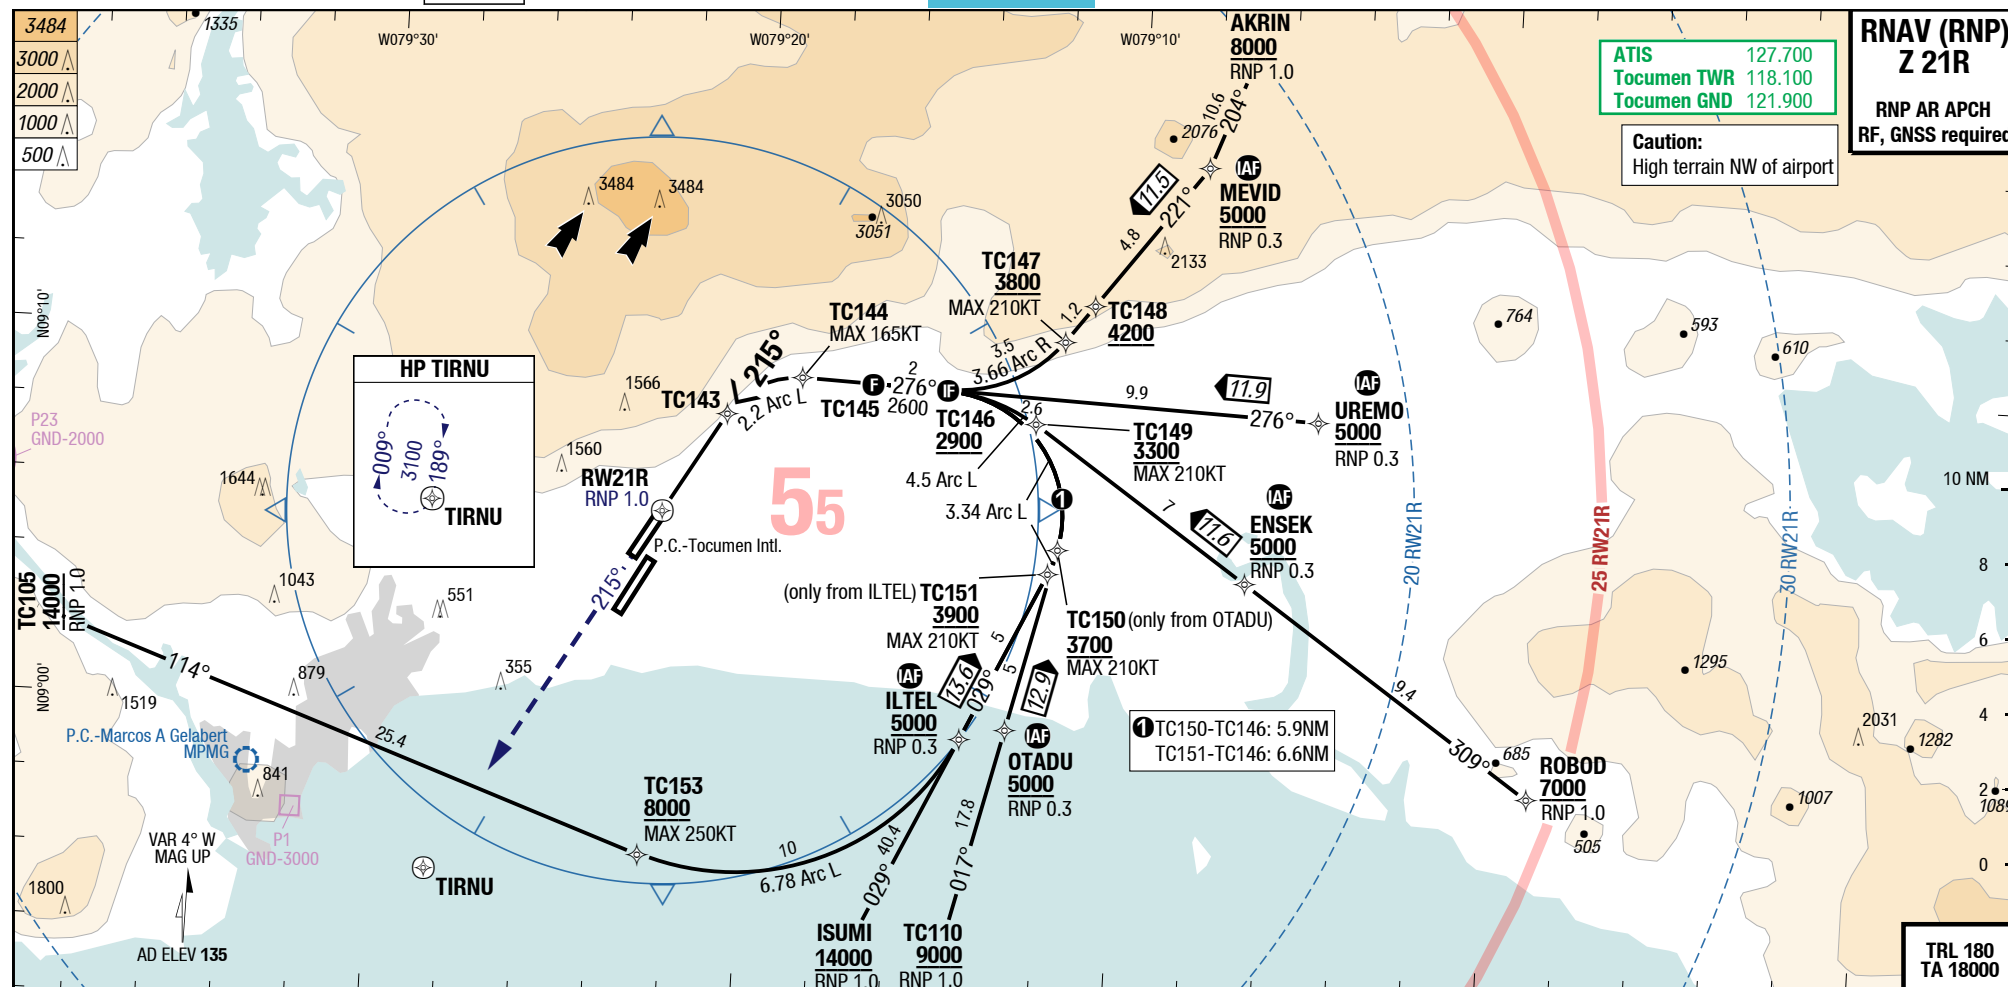 3484
3000
2000
1000
500
1335
W079°30'
W079°20'
W079°10'
AKRIN
8000
RNP 1.0
10.6
204°
ATIS 127.700
Tocumen TWR 118.100
Tocumen GND 121.900
RNAV (RNP)
Z 21R
RNP AR APCH
RF, GNSS required
Caution:
High terrain NW of airport
2076
IAF
MEVID
5000
RNP 0.3
11.5
221°
4.8
2133
3484
3484
3050
3051
TC147
3800
MAX 210KT
1.2
TC148
4200
3.5
3.66 Arc R
N09°10'
TC144
MAX 165KT
215°
764
593
610
HP TIRNU
009°
3100
189°
TIRNU
1566
TC143
2.2 Arc L
F
TC145
2
276°
2600
IF
TC146
2900
2.6
9.9
11.9
276°
IAF
UREMO
5000
RNP 0.3
P23
GND-2000
1560
1644
RW21R
RNP 1.0
55
4.5 Arc L
TC149
3300
MAX 210KT
3.34 Arc L
1
7
11.6
IAF
ENSEK
5000
RNP 0.3
20 RW21R
25 RW21R
30 RW21R
10 NM
8
6
4
2
0
P.C.-Tocumen Intl.
215°
TC105
14000
RNP 1.0
1043
551
(only from ILTEL) TC151
3900
MAX 210KT
TC150 (only from OTADU)
3700
MAX 210KT
5
5
13.6
029°
12.9
IAF
ILTEL
5000
RNP 0.3
IAF
OTADU
5000
RNP 0.3
1 TC150-TC146: 5.9NM
TC151-TC146: 6.6NM
9.4
309°
685
ROBOD
7000
RNP 1.0
505
1295
2031
1282
1007
1089
114°
N09°00'
1519
879
355
25.4
P.C.-Marcos A Gelabert
MPMG
841
TC153
8000
MAX 250KT
10
6.78 Arc L
029°
40.4
017°
17.8
P1
GND-3000
VAR 4° W
MAG UP
TIRNU
1800
AD ELEV 135
ISUMI
14000
RNP 1.0
TC110
9000
RNP 1.0
TRL 180
TA 18000